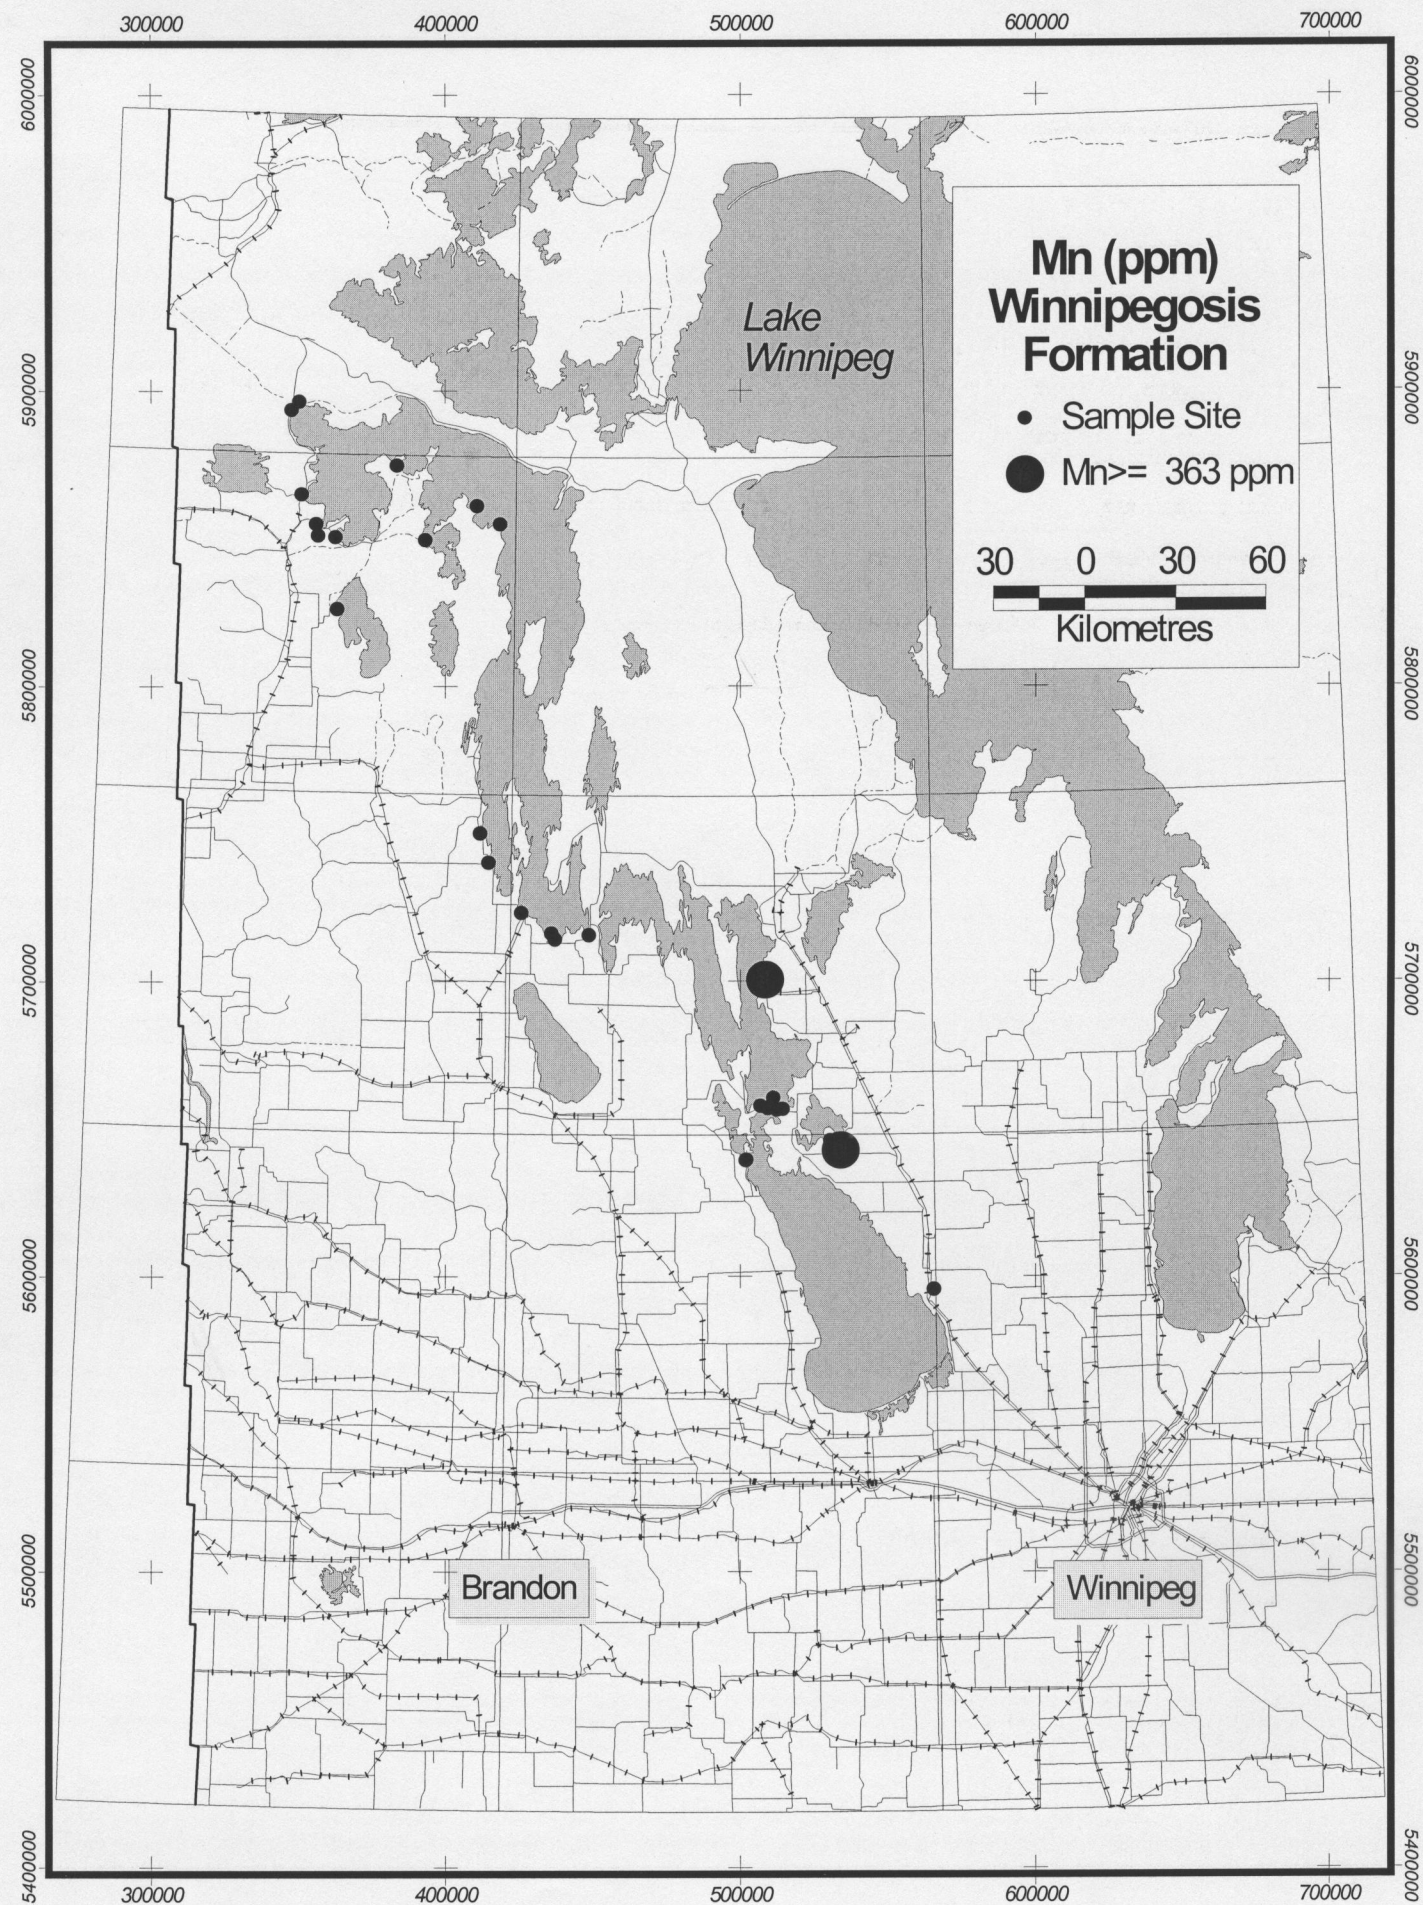 300000 400000 500000 600000 700000
6000000 6000000
Mn (ppm)
Winnipegosis
Formation
Lake
Winnipeg
5900000 5900000
Sample Site
Mn>= 363 ppm
30 0 30 60
Kilometres
5800000 5800000
5700000 5700000
5600000 5600000
5500000 5500000
Brandon Winnipeg
5400000 5400000
300000 400000 500000 600000 700000